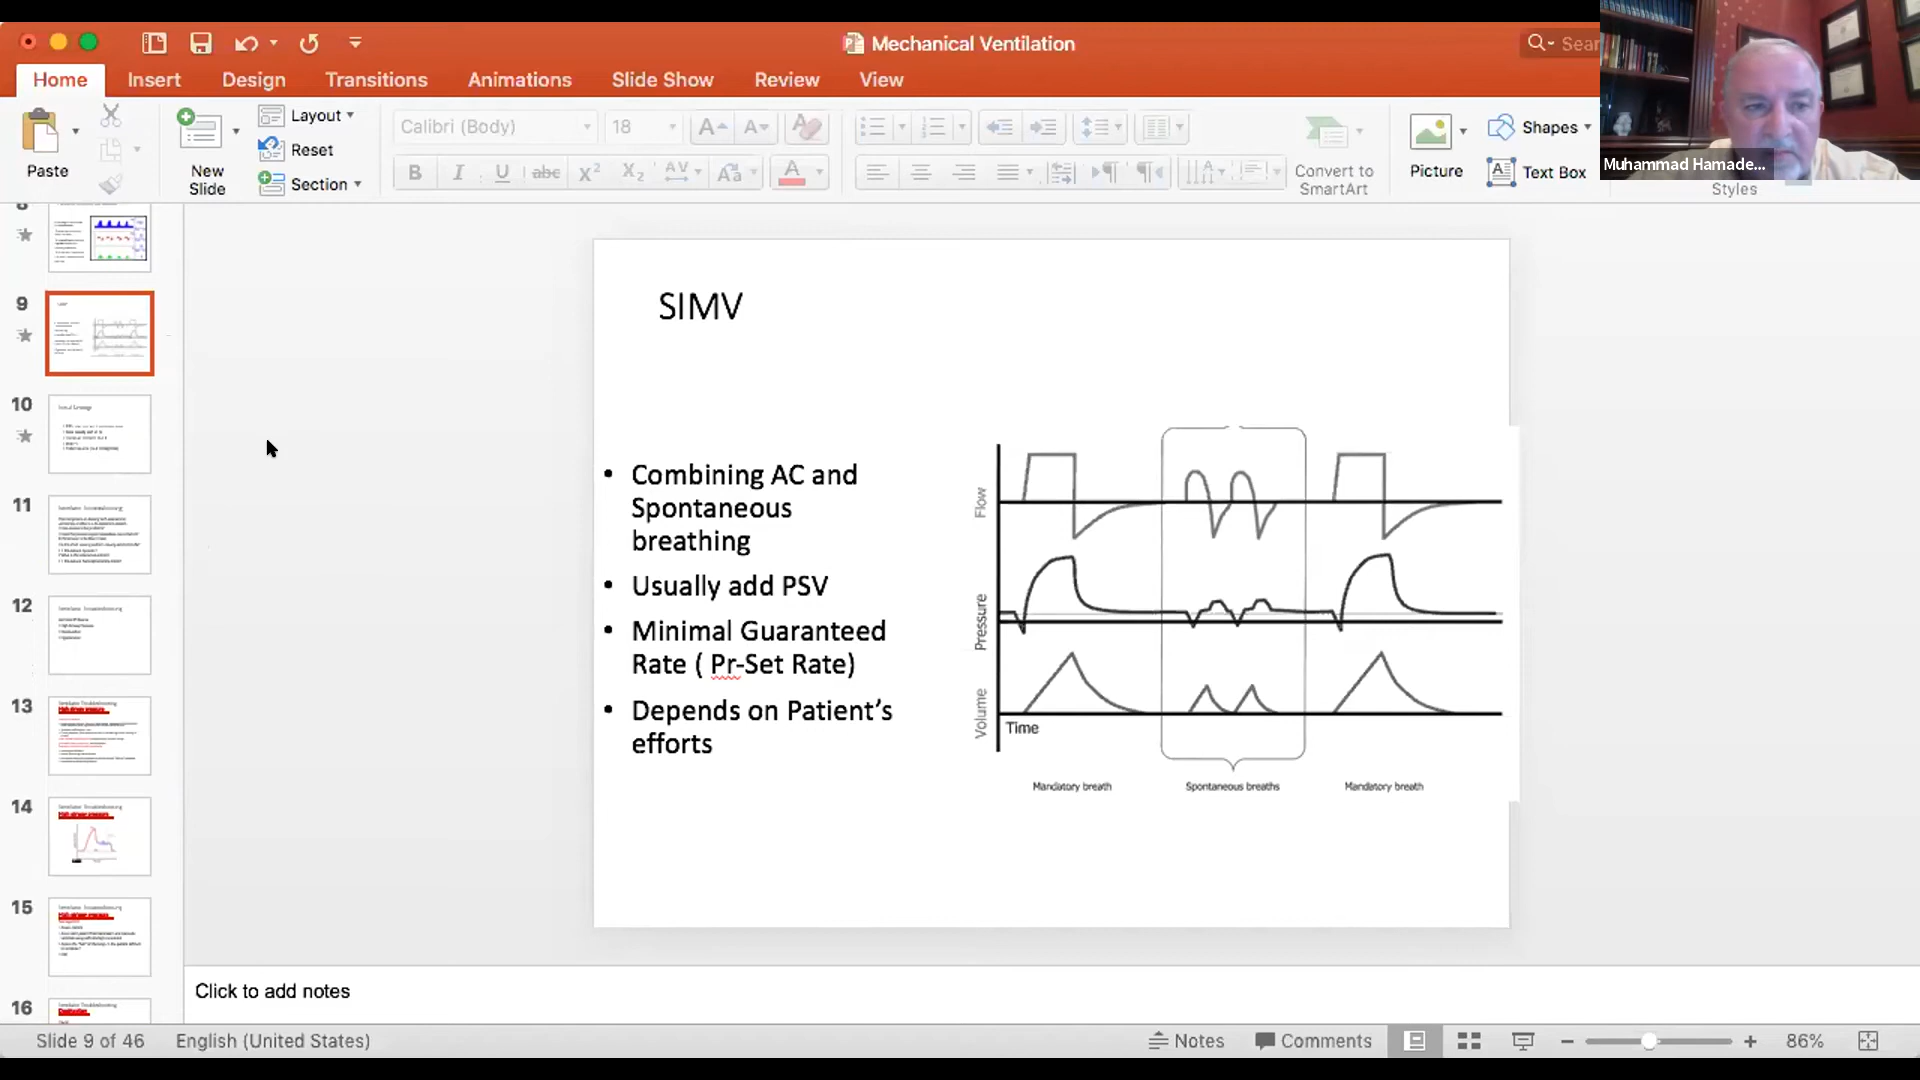 Mechanical Ventilation
Sear
Home Insert Design Transitions Animations Slide Show Review View
Paste
New
Slide
Layout
Reset
Section
Calibri (Body)
18
Convert to
SmartArt
Picture
Shapes
Text Box
Styles
Muhammad Hamade...
8
9
10
11
12
13
14
15
16
SIMV
• Combining AC and
Spontaneous
breathing
• Usually add PSV
• Minimal Guaranteed
Rate ( Pr-Set Rate)
• Depends on Patient's
efforts
Flow
Pressure
Volume
Time
Mandatory breath Spontaneous breaths Mandatory breath
Click to add notes
Slide 9 of 46 English (United States) Notes Comments 86%